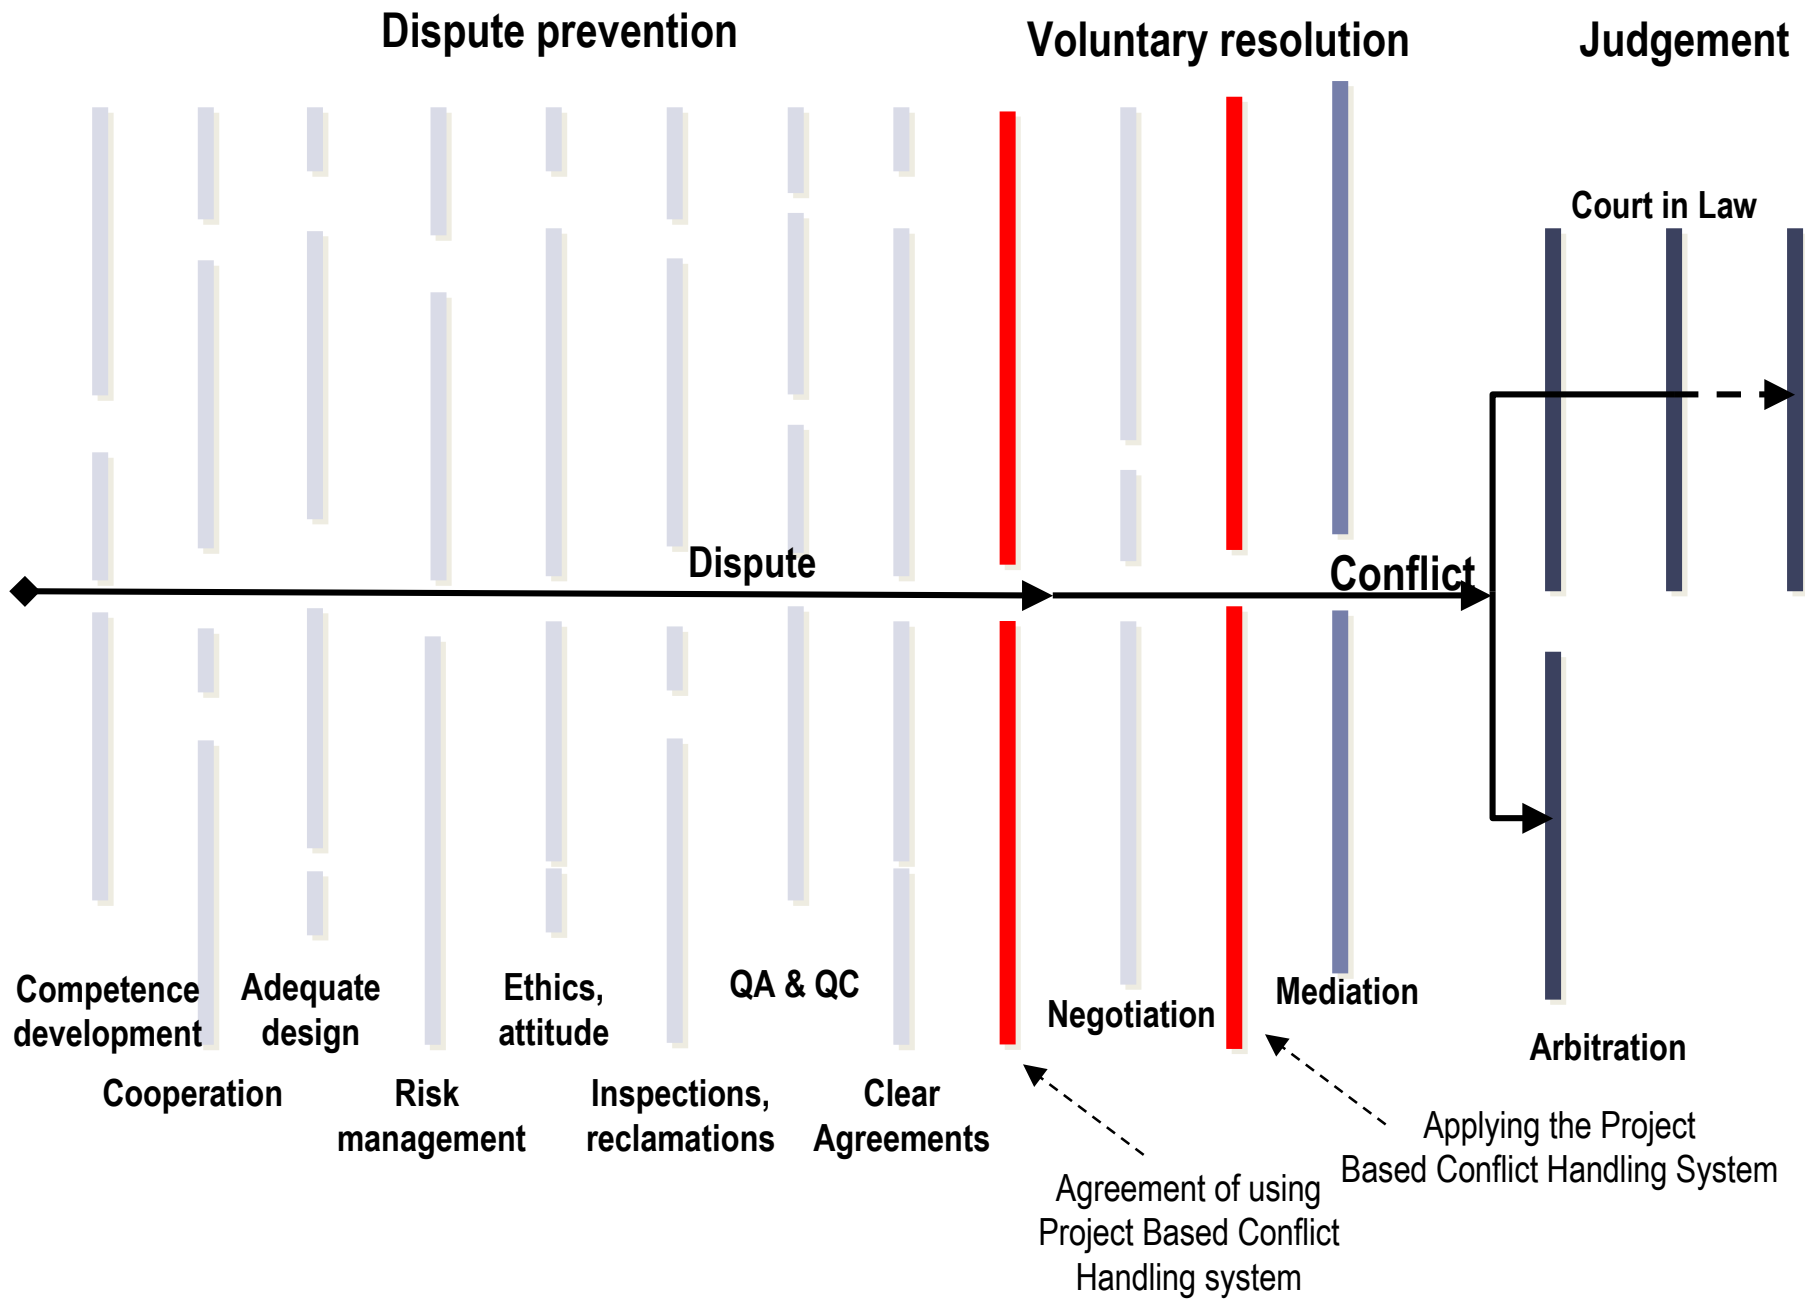 Dispute prevention
Voluntary resolution
Judgement
Court in Law
Dispute
Conflict
Competence
development
Cooperation
Adequate
design
Risk
management
Ethics,
attitude
Inspections,
reclamations
QA & QC
Clear
Agreements
Negotiation
Mediation
Arbitration
Agreement of using
Project Based Conflict
Handling system
Applying the Project
Based Conflict Handling System